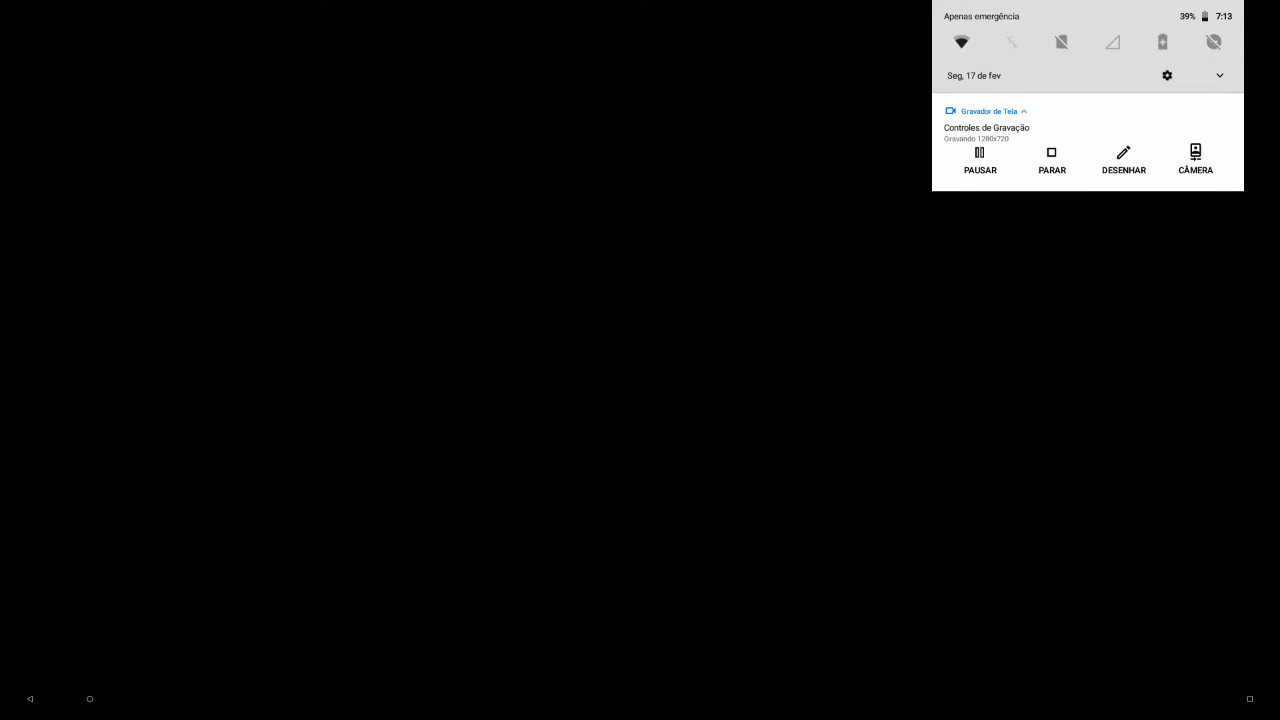 Apenas emergência 39% 7:13
Seg, 17 de fev
Gravador de Tela
Controles de Gravação
Gravando 1280x720
PAUSAR PARAR DESENHAR CÂMERA